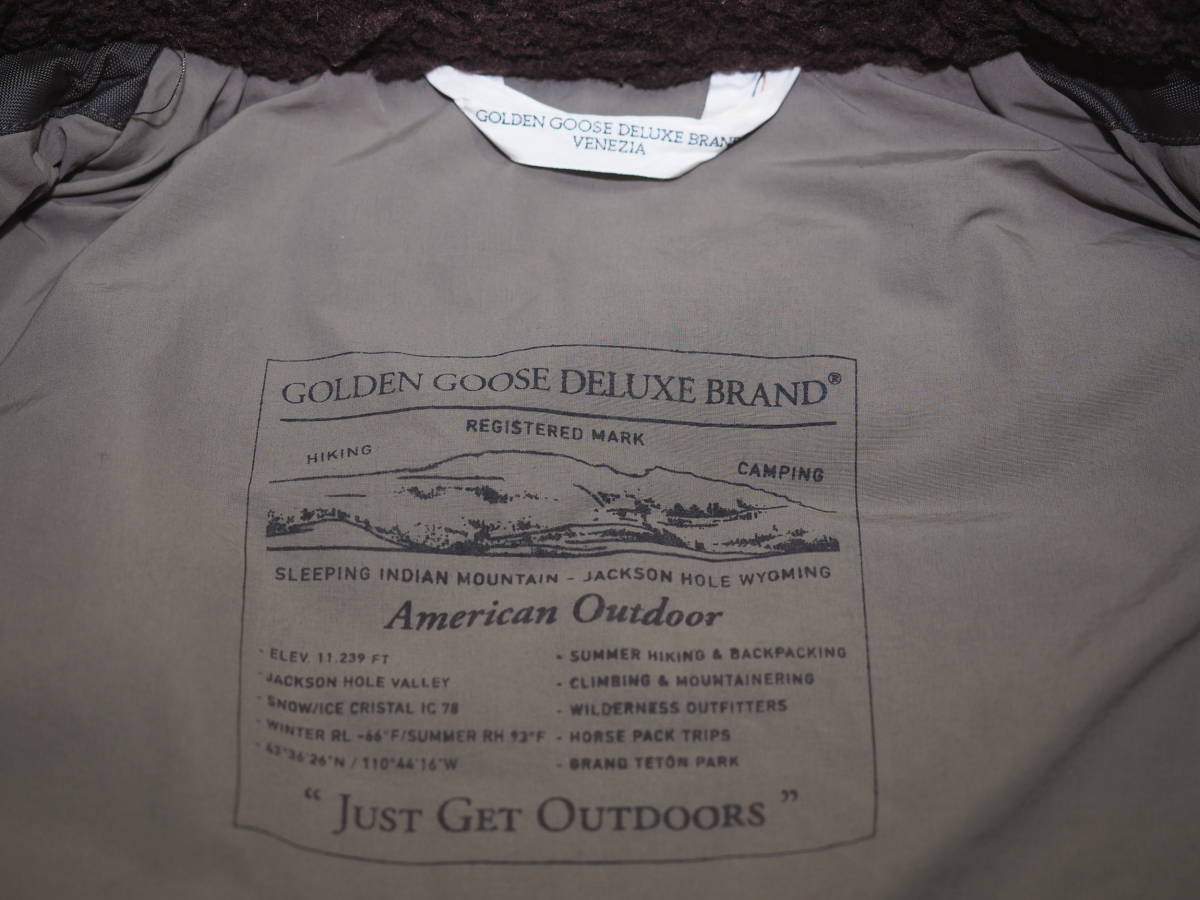 GOLDEN GOOSE DELUXE BRAND
VENEZIA
GOLDEN GOOSE DELUXE BRAND®
REGISTERED MARK
HIKING
CAMPING
SLEEPING INDIAN MOUNTAIN - JACKSON HOLE WYOMING
American Outdoor
- ELEV. 11.239 FT
- JACKSON HOLE VALLEY
- SNOW/ICE CRISTAL IC 78
- WINTER RL -66°F/SUMMER RH 93°F
- 43°36'26"N / 110°44'16"W
- SUMMER HIKING & BACKPACKING
- CLIMBING & MOUNTAINERING
- WILDERNESS OUTFITTERS
- HORSE PACK TRIPS
- GRAND TETON PARK
“ JUST GET OUTDOORS ”